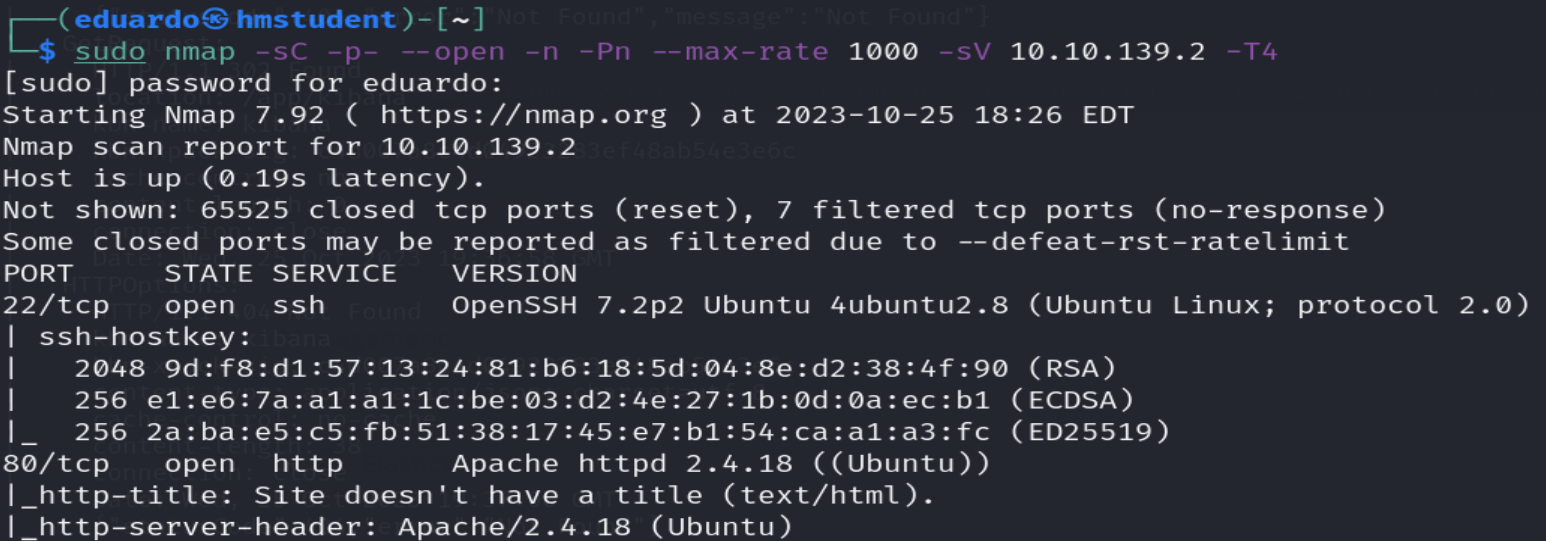 ┌──(eduardo㉿hmstudent)-[~]
└─$ sudo nmap -sC -p- --open -n -Pn --max-rate 1000 -sV 10.10.139.2 -T4
[sudo] password for eduardo:
Starting Nmap 7.92 ( https://nmap.org ) at 2023-10-25 18:26 EDT
Nmap scan report for 10.10.139.2
Host is up (0.19s latency).
Not shown: 65525 closed tcp ports (reset), 7 filtered tcp ports (no-response)
Some closed ports may be reported as filtered due to --defeat-rst-ratelimit
PORT     STATE SERVICE   VERSION
22/tcp   open  ssh       OpenSSH 7.2p2 Ubuntu 4ubuntu2.8 (Ubuntu Linux; protocol 2.0)
| ssh-hostkey:
|   2048 9d:f8:d1:57:13:24:81:b6:18:5d:04:8e:d2:38:4f:90 (RSA)
|   256 e1:e6:7a:a1:a1:1c:be:03:d2:4e:27:1b:0d:0a:ec:b1 (ECDSA)
|_  256 2a:ba:e5:c5:fb:51:38:17:45:e7:b1:54:ca:a1:a3:fc (ED25519)
80/tcp   open  http      Apache httpd 2.4.18 ((Ubuntu))
|_http-title: Site doesn't have a title (text/html).
|_http-server-header: Apache/2.4.18 (Ubuntu)